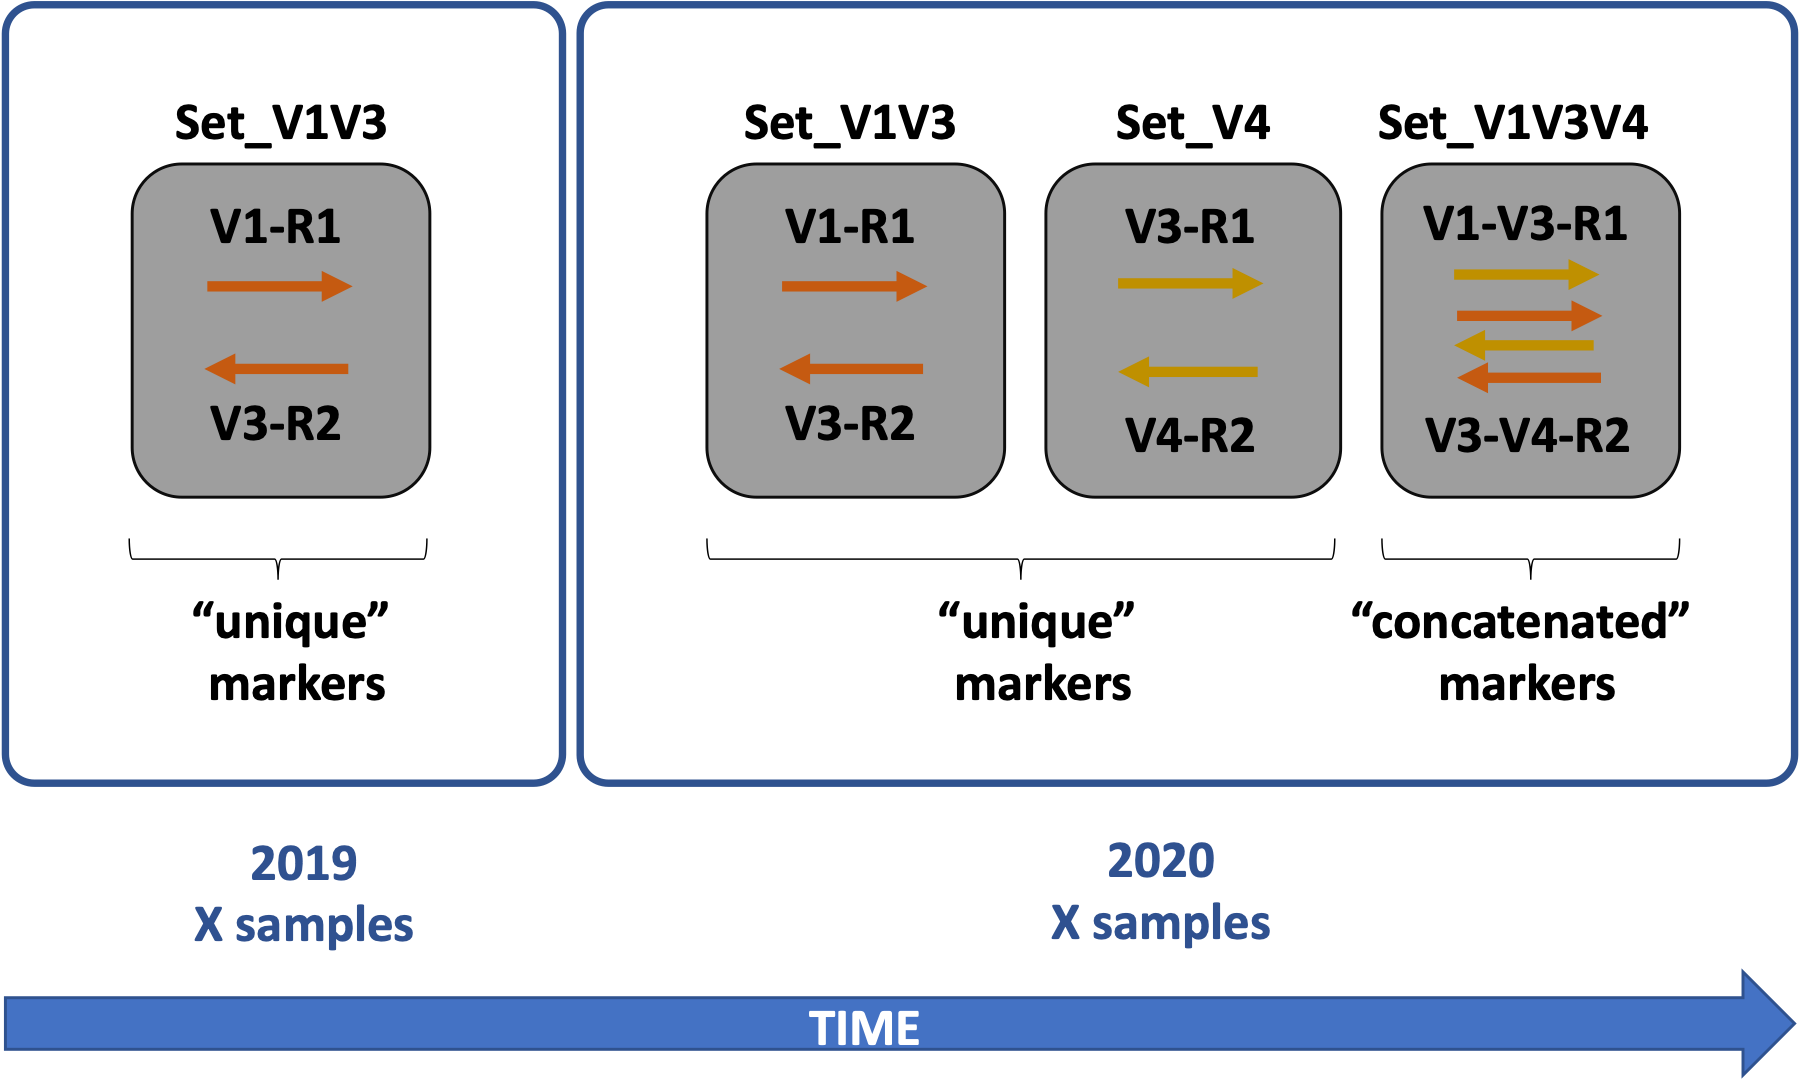 Set_V1V3
V1-R1
V3-R2
“unique”
markers
2019
X samples
Set_V1V3
V1-R1
V3-R2
Set_V4
V3-R1
V4-R2
“unique”
markers
Set_V1V3V4
V1-V3-R1
V3-V4-R2
“concatenated”
markers
2020
X samples
TIME